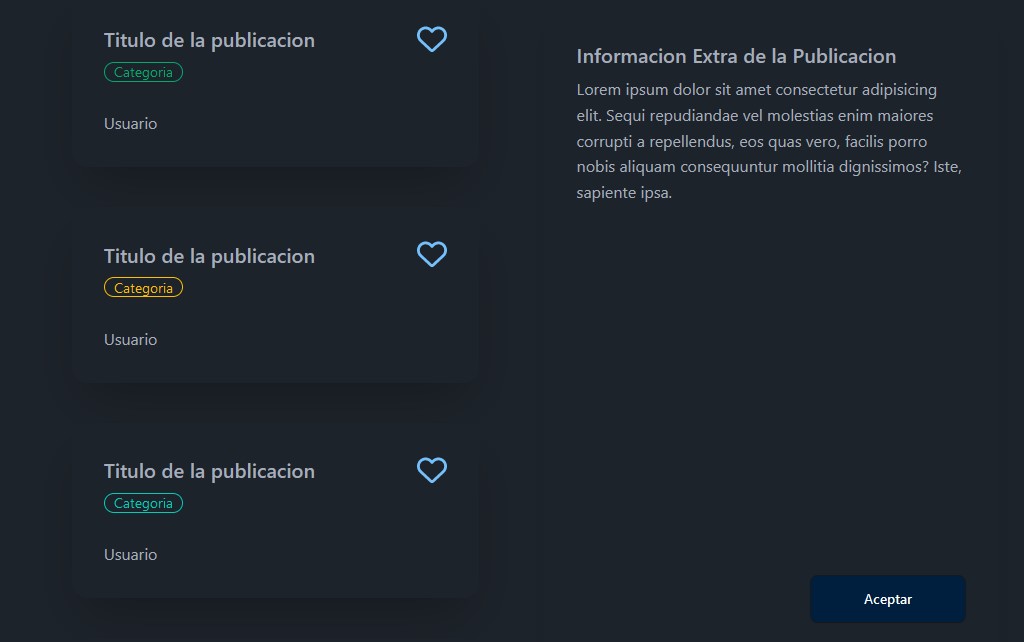 Titulo de la publicacion
Categoria
Usuario
Titulo de la publicacion
Categoria
Usuario
Titulo de la publicacion
Categoria
Usuario
Informacion Extra de la Publicacion
Lorem ipsum dolor sit amet consectetur adipisicing
elit. Sequi repudiandae vel molestias enim maiores
corrupti a repellendus, eos quas vero, facilis porro
nobis aliquam consequuntur mollitia dignissimos? Iste,
sapiente ipsa.
Aceptar